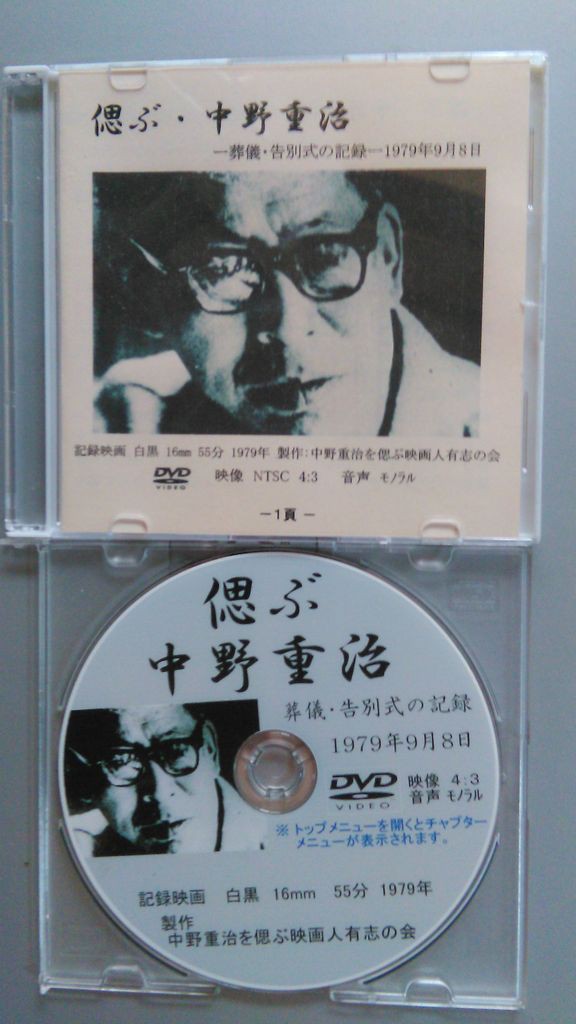 偲ぶ・中野重治
―葬儀・告別式の記録―1979年9月8日
記録映画 白黒 16mm 55分 1979年 製作:中野重治を偲ぶ映画人有志の会
DVD VIDEO 映像 NTSC 4:3 音声 モノラル
－1頁－
偲ぶ
中野重治
葬儀・告別式の記録
1979年9月8日
DVD VIDEO
映像 4:3
音声 モノラル
※トップメニューを開くとチャプター
メニューが表示されます。
記録映画 白黒 16mm 55分 1979年
製作
中野重治を偲ぶ映画人有志の会